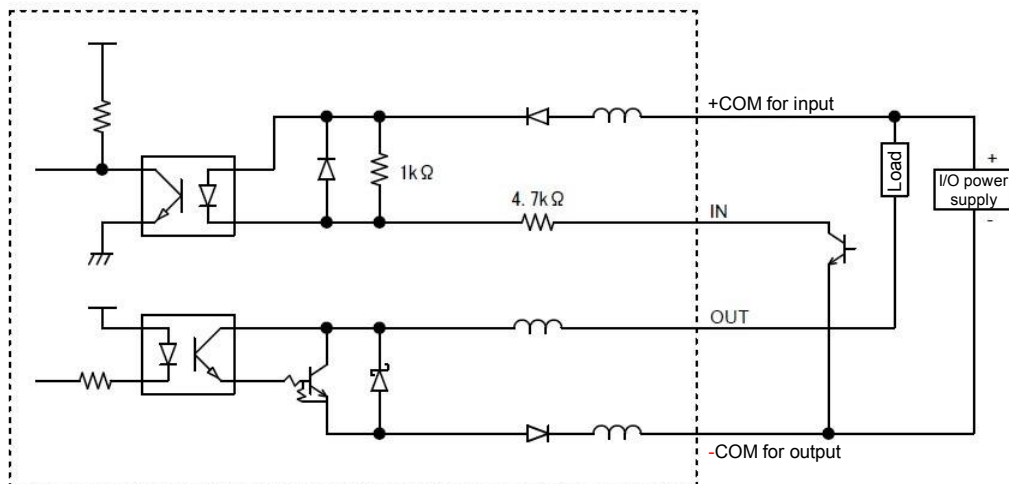 +COM for input
+
Load
I/O power
supply
-
1kΩ
4. 7kΩ
IN
OUT
-COM for output